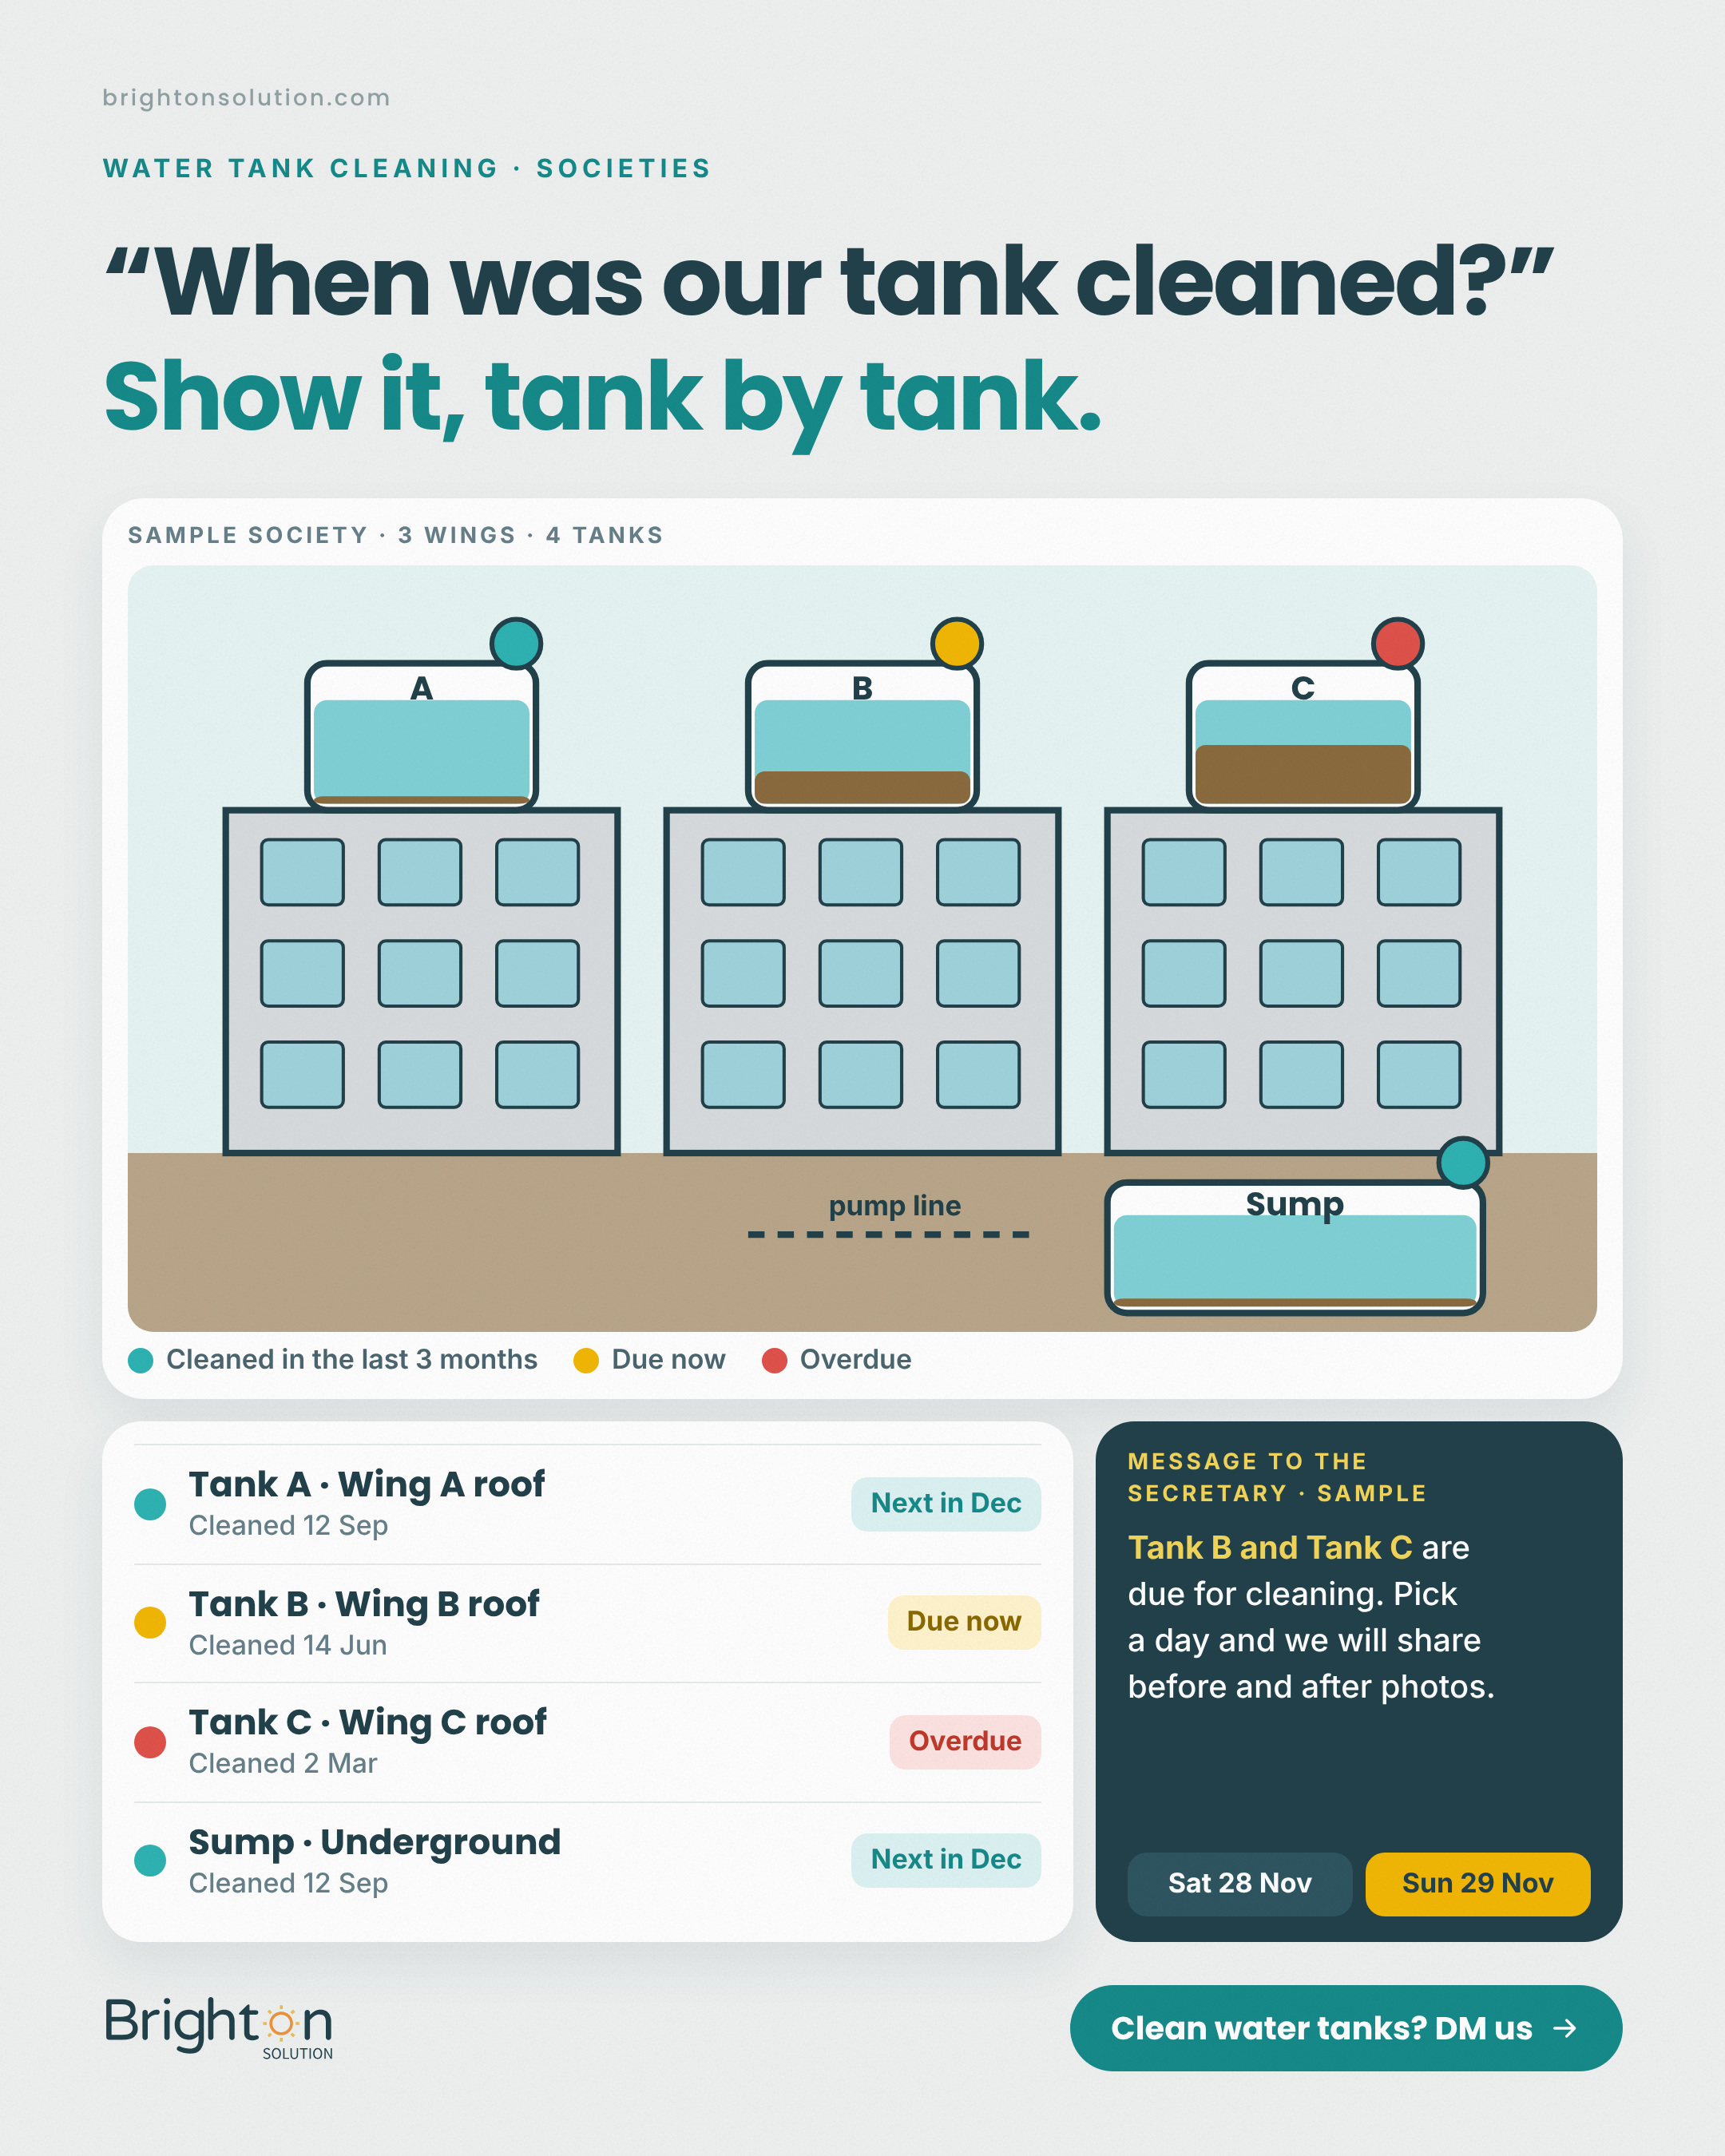 brightonsolution.com
WATER TANK CLEANING · SOCIETIES
“When was our tank cleaned?”
Show it, tank by tank.
SAMPLE SOCIETY · 3 WINGS · 4 TANKS
A
B
C
pump line
Sump
Cleaned in the last 3 months
Due now
Overdue
Tank A · Wing A roof
Cleaned 12 Sep
Next in Dec
Tank B · Wing B roof
Cleaned 14 Jun
Due now
Tank C · Wing C roof
Cleaned 2 Mar
Overdue
Sump · Underground
Cleaned 12 Sep
Next in Dec
MESSAGE TO THE
SECRETARY · SAMPLE
Tank B and Tank C are
due for cleaning. Pick
a day and we will share
before and after photos.
Sat 28 Nov
Sun 29 Nov
Brighton
SOLUTION
Clean water tanks? DM us →